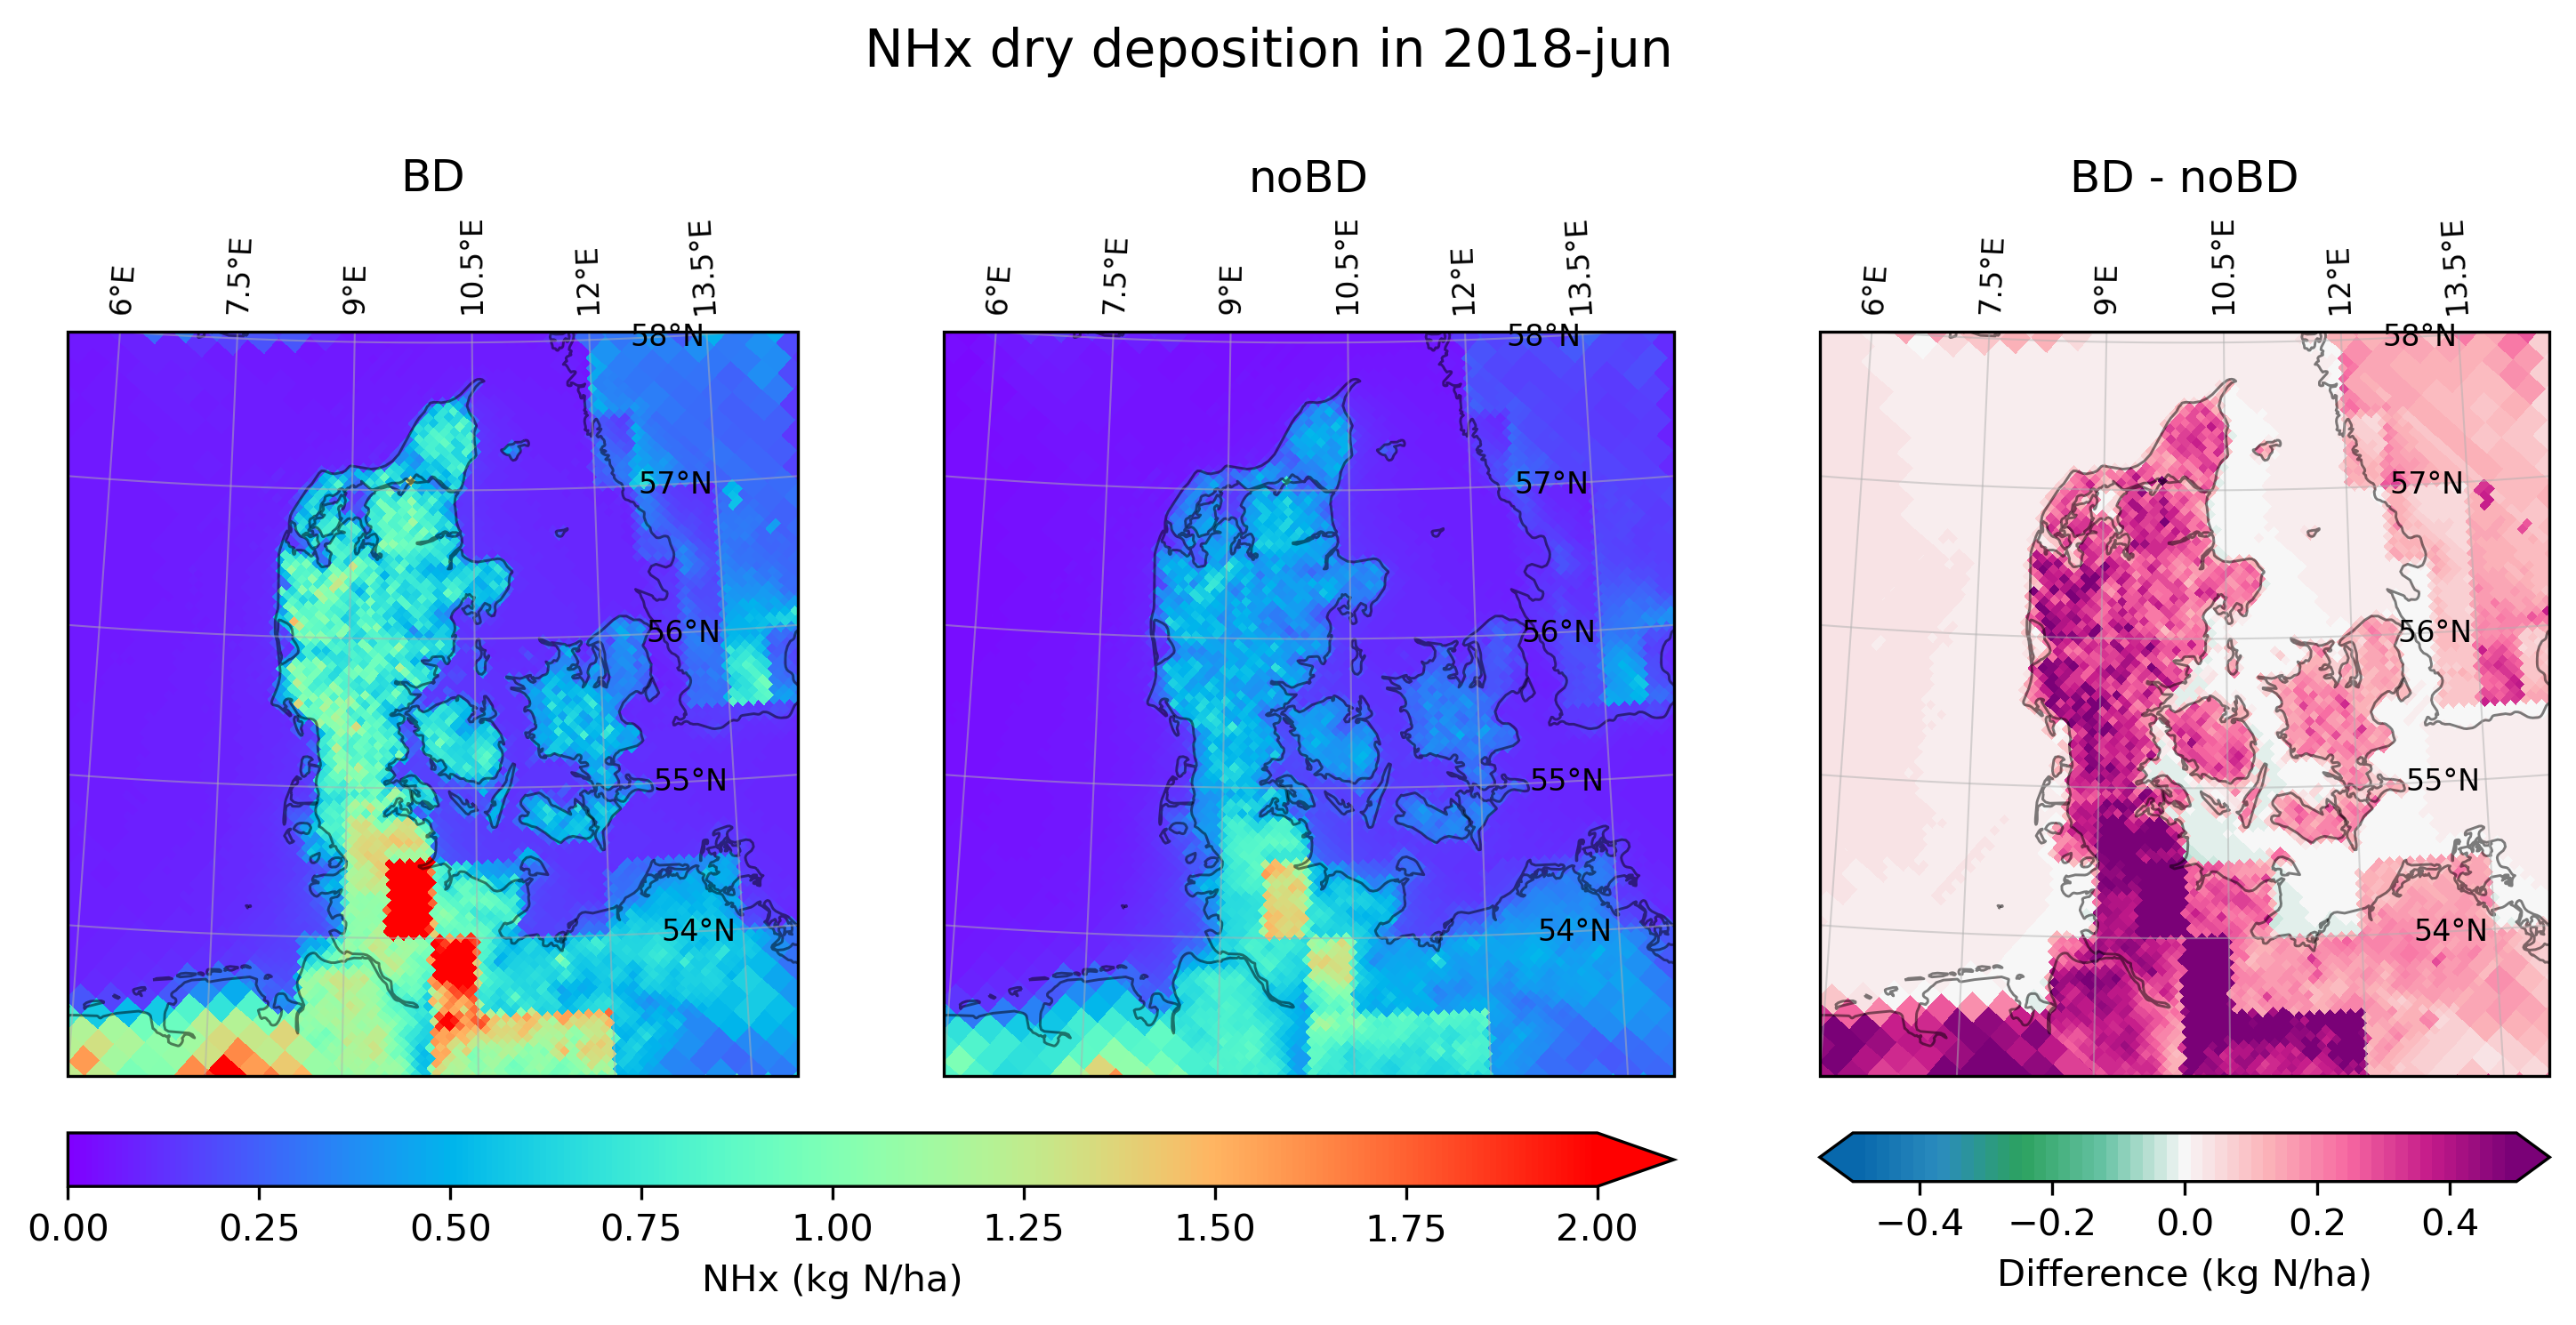 NHx dry deposition in 2018-jun
BD
noBD
BD - noBD
6°E 7.5°E 9°E 10.5°E 12°E 13.5°E
6°E 7.5°E 9°E 10.5°E 12°E 13.5°E
6°E 7.5°E 9°E 10.5°E 12°E 13.5°E
58°N 58°N 58°N
57°N 57°N 57°N
56°N 56°N 56°N
55°N 55°N 55°N
54°N 54°N 54°N
0.00 0.25 0.50 0.75 1.00 1.25 1.50 1.75 2.00
NHx (kg N/ha)
−0.4 −0.2 0.0 0.2 0.4
Difference (kg N/ha)